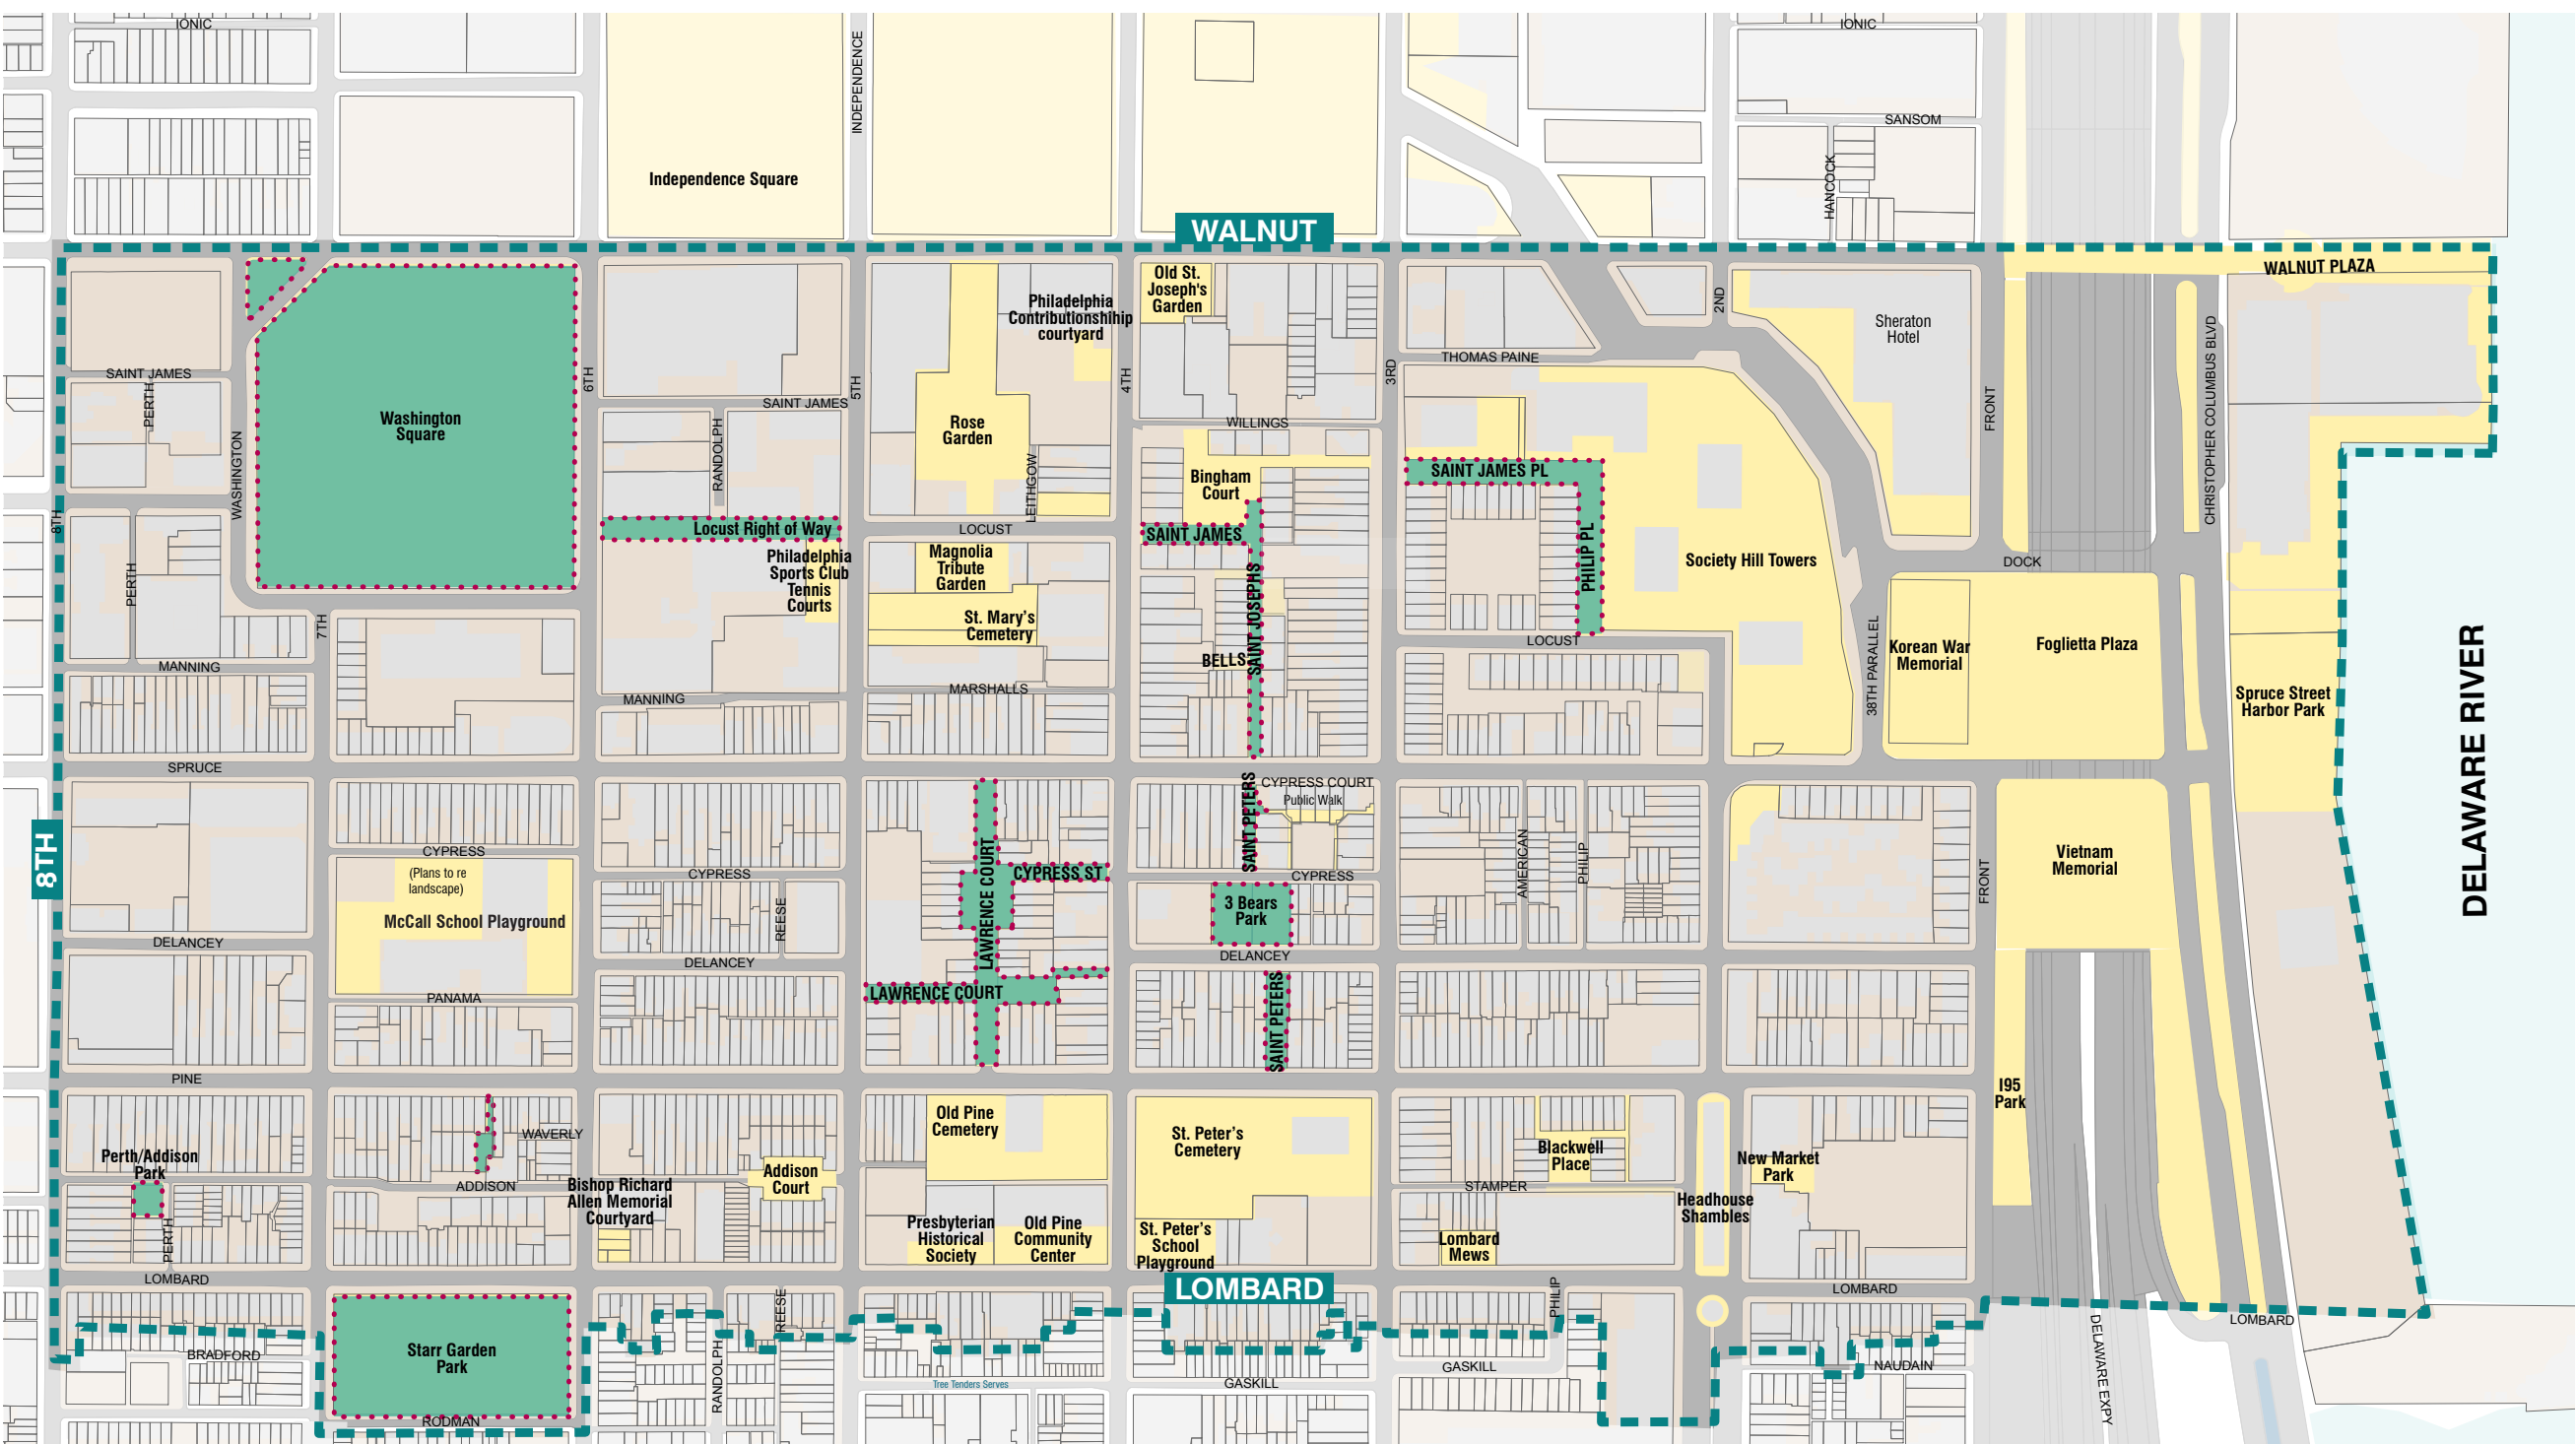 IONIC
IONIC
INDEPENDENCE
SANSOM
HANCOCK
Independence Square
WALNUT
WALNUT PLAZA
Old St.
Joseph's
Garden
Philadelphia
Contributionshihip
courtyard
2ND
Sheraton
Hotel
CHRISTOPHER COLUMBUS BLVD
THOMAS PAINE
SAINT JAMES
PERTH
6TH
5TH
4TH
3RD
FRONT
SAINT JAMES
Washington
Square
WASHINGTON
RANDOLPH
Rose
Garden
LEITHGOW
WILLINGS
Bingham
Court
SAINT JAMES PL
8TH
Locust Right of Way
LOCUST
SAINT JAMES
PHILIP PL
Society Hill Towers
DOCK
Philadelphia
Sports Club
Tennis
Courts
Magnolia
Tribute
Garden
St. Mary's
Cemetery
SAINT JOSEPHS
PERTH
7TH
LOCUST
38TH PARALLEL
Korean War
Memorial
Foglietta Plaza
MANNING
BELLS
MANNING
MARSHALLS
Spruce Street
Harbor Park
DELAWARE RIVER
SPRUCE
CYPRESS COURT
Public Walk
SAINT PETERS
8TH
CYPRESS
(Plans to re
landscape)
McCall School Playground
CYPRESS
REESE
LAWRENCE COURT
CYPRESS ST
CYPRESS
3 Bears
Park
AMERICAN
PHILIP
FRONT
Vietnam
Memorial
DELANCEY
DELANCEY
DELANCEY
LAWRENCE COURT
SAINT PETERS
PANAMA
PINE
I95
Park
WAVERLY
Old Pine
Cemetery
St. Peter's
Cemetery
Blackwell
Place
New Market
Park
Perth/Addison
Park
ADDISON
Addison
Court
Bishop Richard
Allen Memorial
Courtyard
STAMPER
Headhouse
Shambles
PERTH
Presbyterian
Historical
Society
Old Pine
Community
Center
St. Peter's
School
Playground
Lombard
Mews
LOMBARD
LOMBARD
LOMBARD
LOMBARD
REESE
PHILIP
Starr Garden
Park
BRADFORD
RANDOLPH
Tree Tenders Serves
GASKILL
GASKILL
NAUDAIN
DELAWARE EXPY
RODMAN